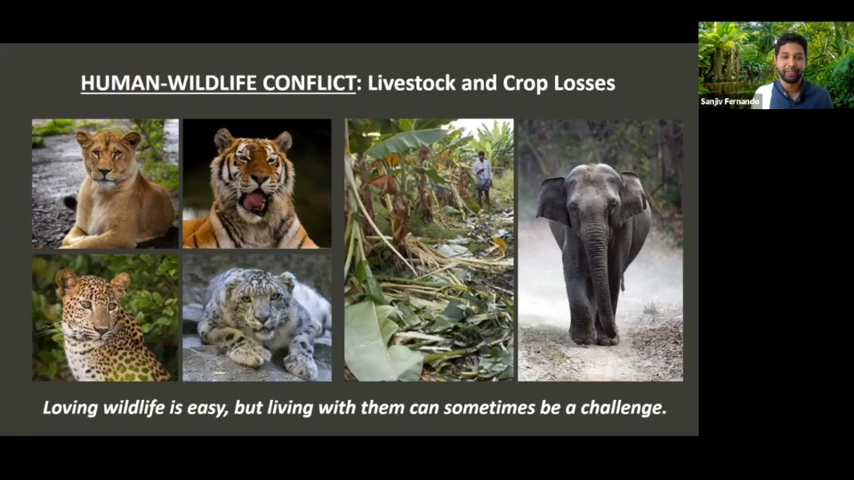 HUMAN-WILDLIFE CONFLICT: Livestock and Crop Losses
Sanjiv Fernando
Loving wildlife is easy, but living with them can sometimes be a challenge.